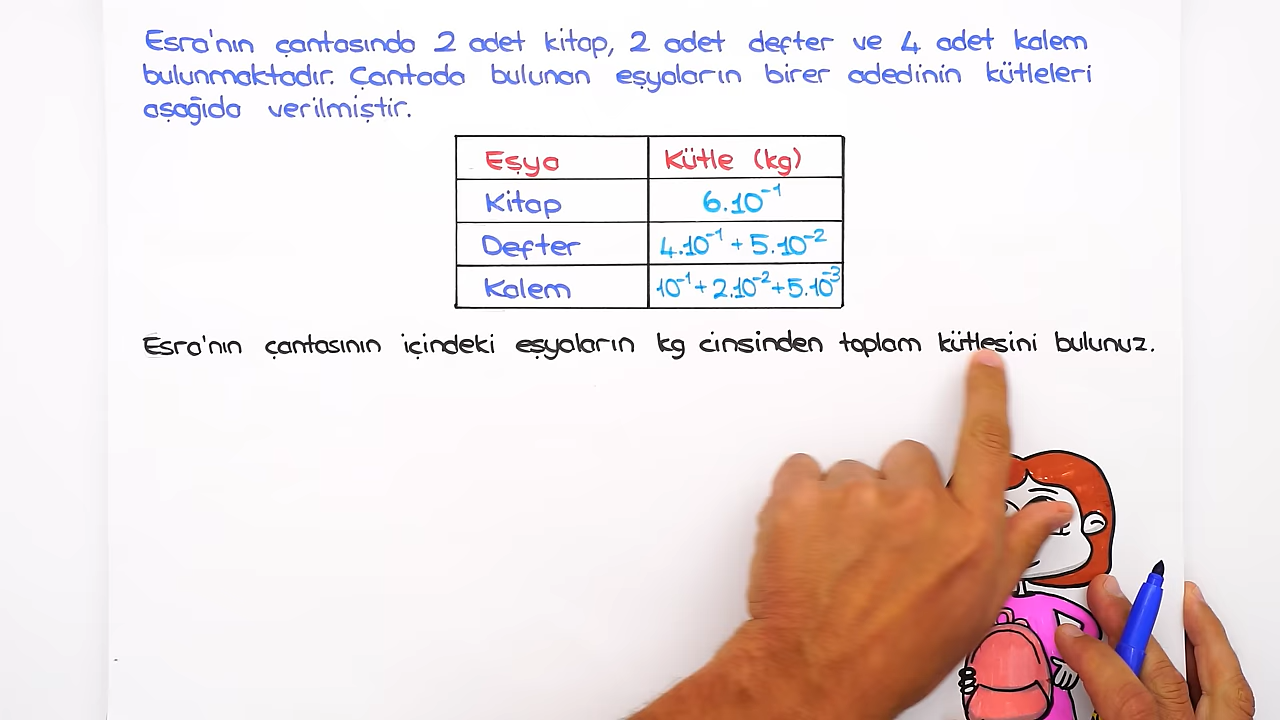 Esra'nın çantasında 2 adet kitap, 2 adet defter ve 4 adet kalem
bulunmaktadır. Çantada bulunan eşyaların birer adedinin kütleleri
aşağıda verilmiştir.
Eşya Kütle (kg)
Kitap 6.10⁻¹
Defter 4.10⁻¹ + 5.10⁻²
Kalem 10⁻¹ + 2.10⁻² + 5.10⁻³
Esra'nın çantasının içindeki eşyaların kg cinsinden toplam kütlesini bulunuz.